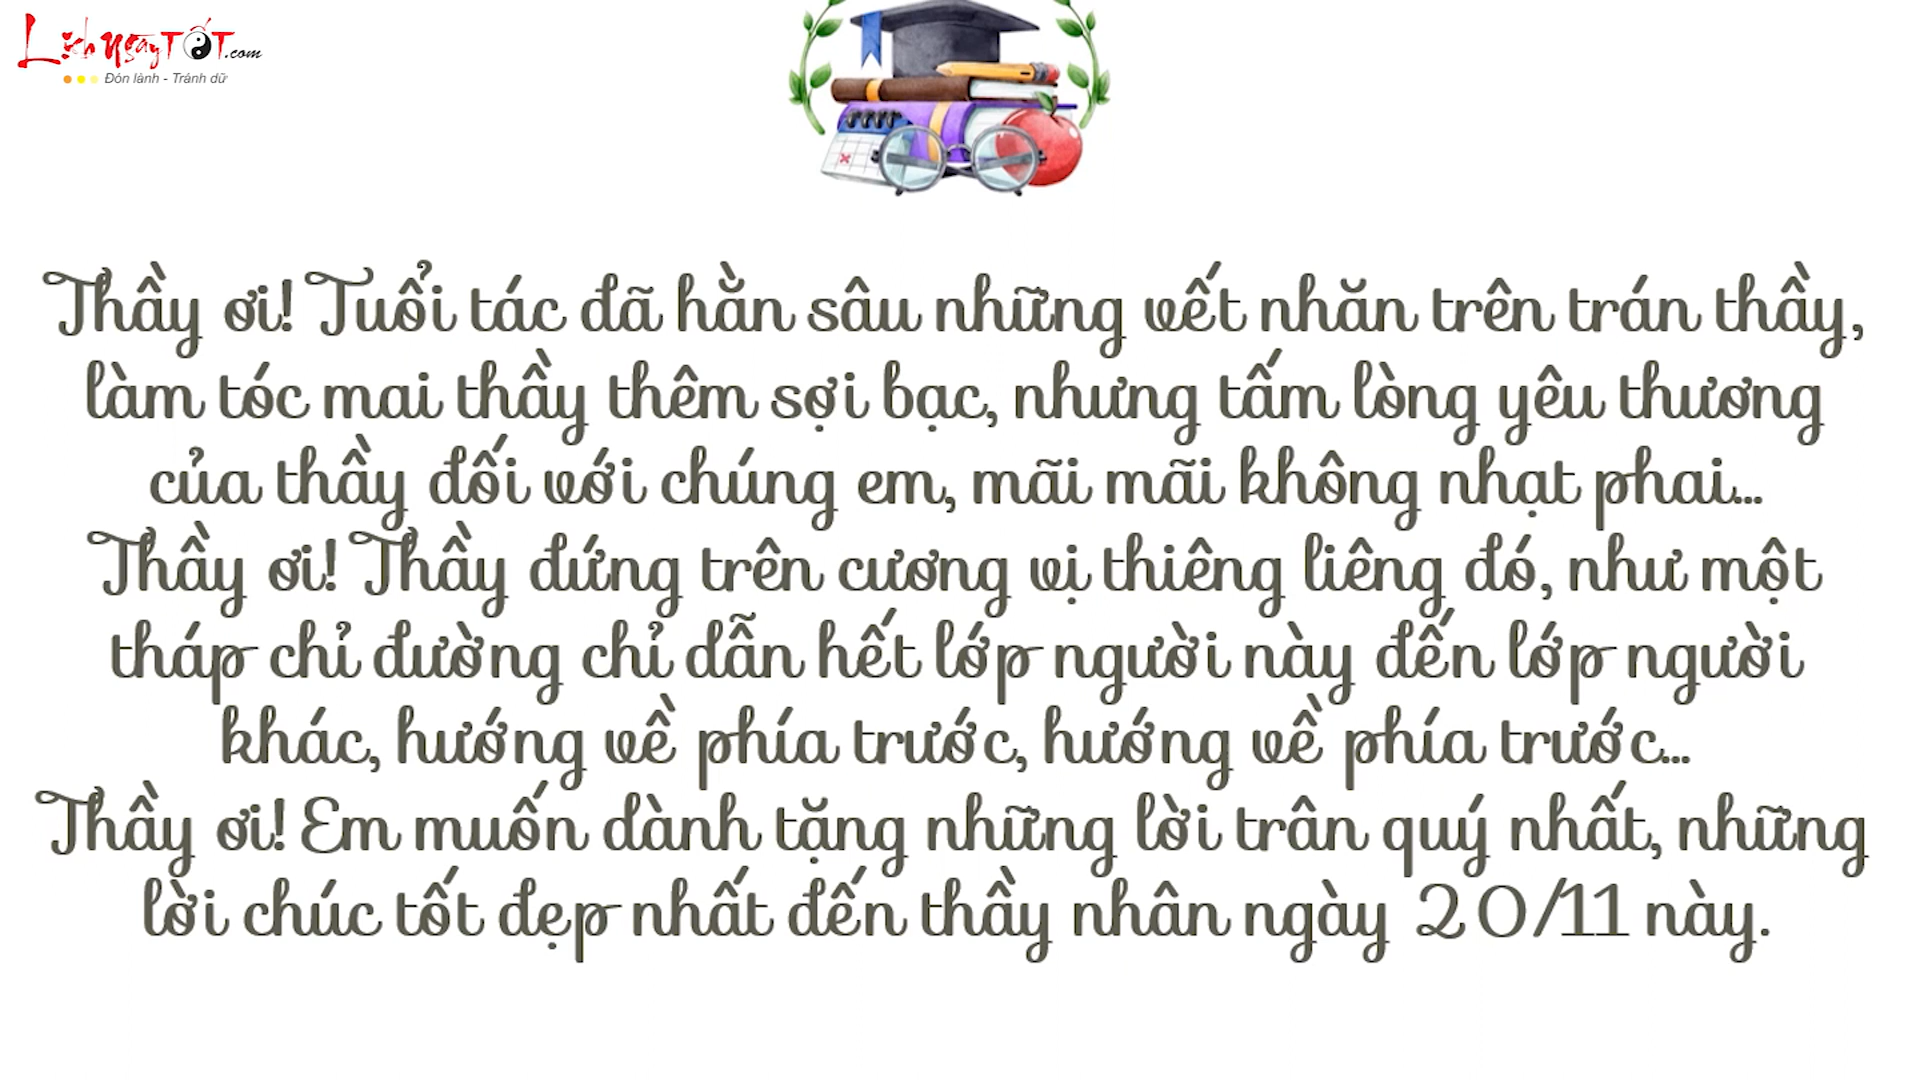 Lịch Ngày TỐT.com
Đón lành - Tránh dữ
Thầy ơi! Tuổi tác đã hằn sâu những vết nhăn trên trán thầy,
làm tóc mai thầy thêm sợi bạc, nhưng tấm lòng yêu thương
của thầy đối với chúng em, mãi mãi không nhạt phai...
Thầy ơi! Thầy đứng trên cương vị thiêng liêng đó, như một
tháp chỉ đường chỉ dẫn hết lớp người này đến lớp người
khác, hướng về phía trước, hướng về phía trước...
Thầy ơi! Em muốn dành tặng những lời trân quý nhất, những
lời chúc tốt đẹp nhất đến thầy nhân ngày 20/11 này.